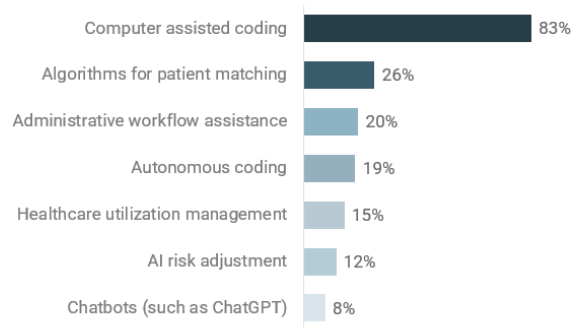 Computer assisted coding 83%
Algorithms for patient matching 26%
Administrative workflow assistance 20%
Autonomous coding 19%
Healthcare utilization management 15%
AI risk adjustment 12%
Chatbots (such as ChatGPT) 8%